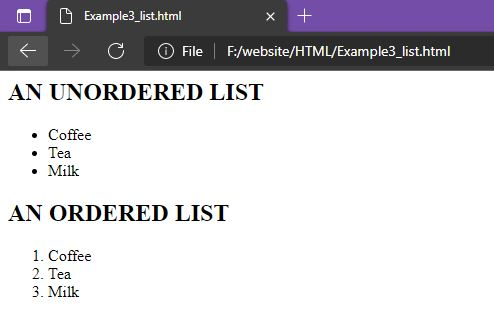 Example3_list.html
File | F:/website/HTML/Example3_list.html
AN UNORDERED LIST
• Coffee
• Tea
• Milk
AN ORDERED LIST
1. Coffee
2. Tea
3. Milk